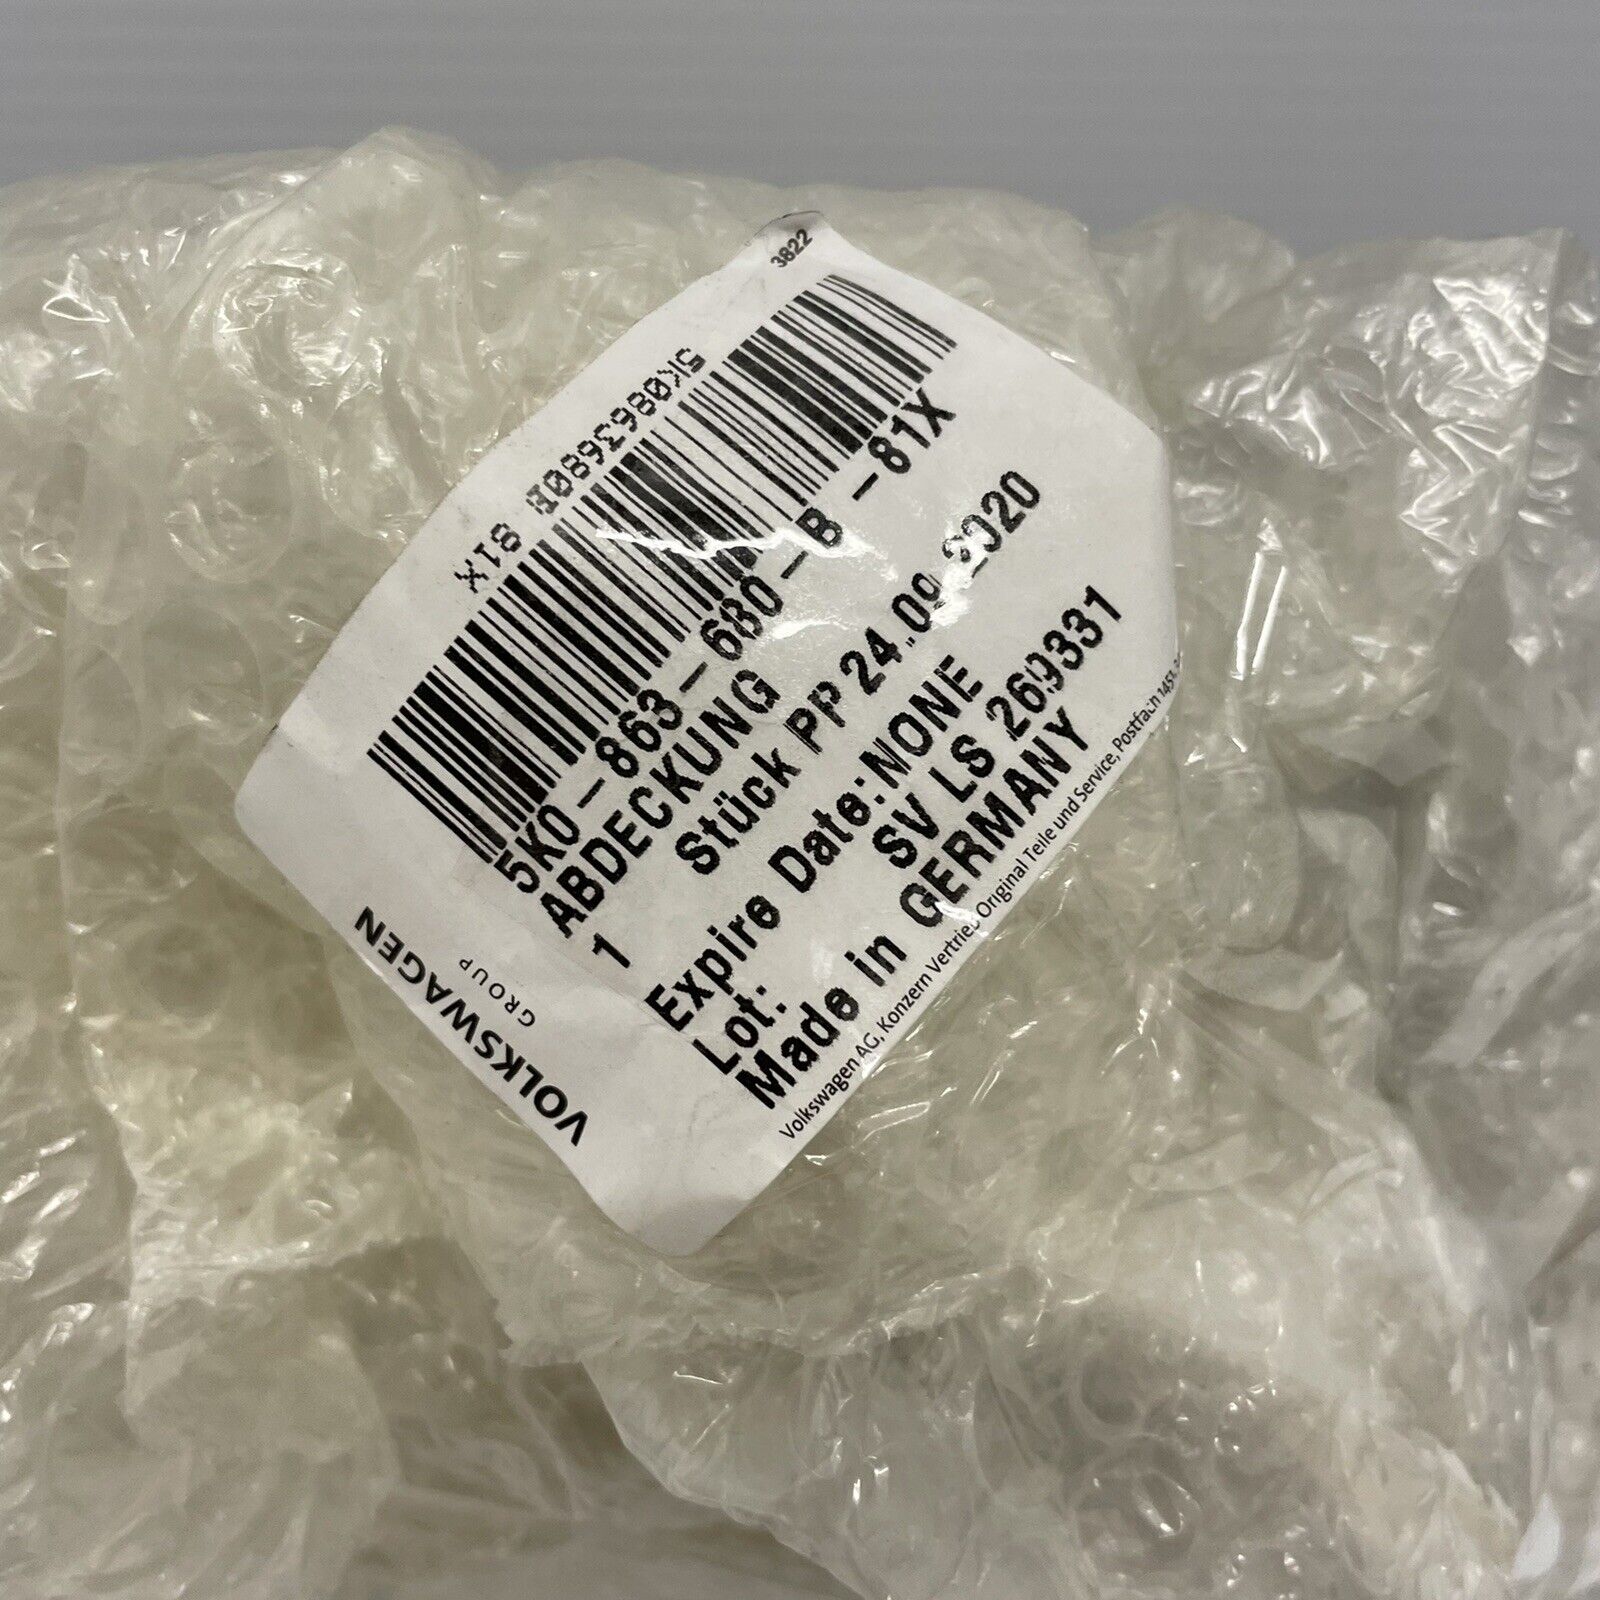 3822
5K0863680B 81X
5K0-863-680-B -81X
ABDECKUNG
1 Stück PP 24.09.2020
Expire Date:NONE
Lot: SV LS 269331
Made in GERMANY
Volkswagen AG, Konzern Vertrieb Original Teile und Service, Postfach
VOLKSWAGEN
GROUP